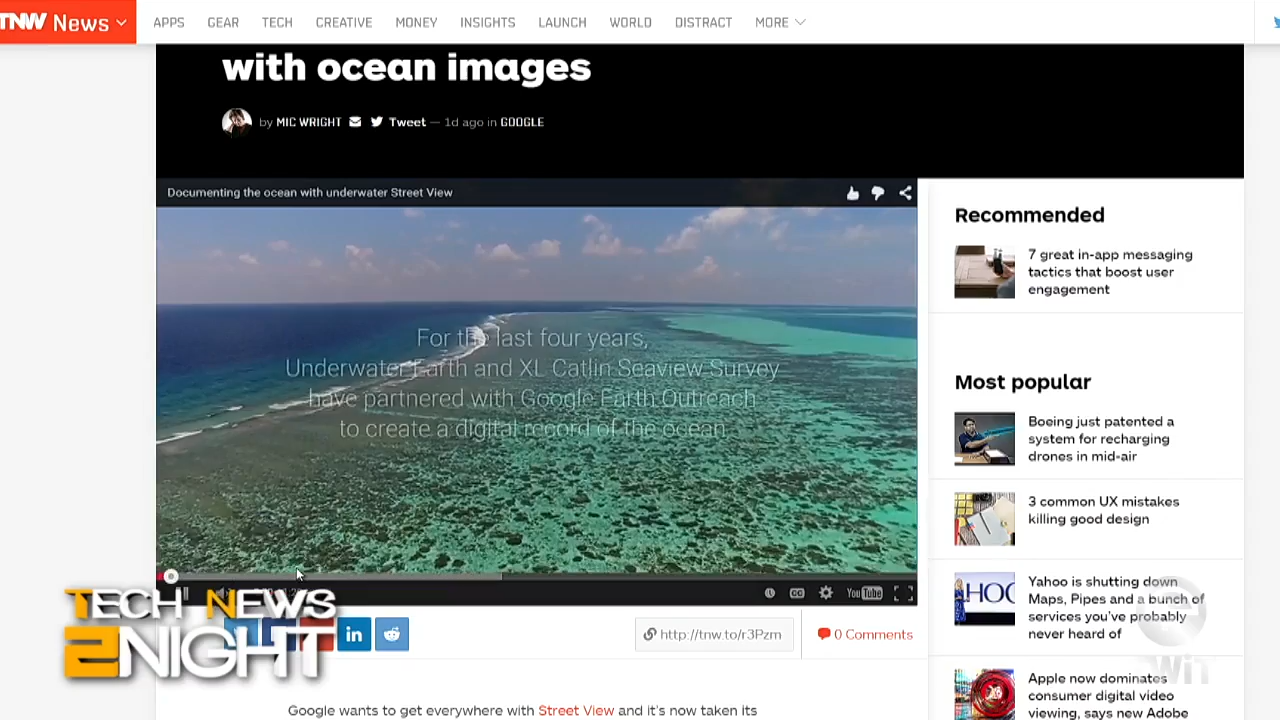 TNW News
APPS GEAR TECH CREATIVE MONEY INSIGHTS LAUNCH WORLD DISTRACT MORE
with ocean images
by MIC WRIGHT Tweet — 1d ago in GOOGLE
Documenting the ocean with underwater Street View
For the last four years,
Underwater Earth and XL Catlin Seaview Survey
have partnered with Google Earth Outreach
to create a digital record of the ocean
YouTube
TECH NEWS
2NIGHT
in
http://tnw.to/r3Pzm
0 Comments
Google wants to get everywhere with Street View and it's now taken its
Recommended
7 great in-app messaging
tactics that boost user
engagement
Most popular
Boeing just patented a
system for recharging
drones in mid-air
3 common UX mistakes
killing good design
Yahoo is shutting down
Maps, Pipes and a bunch of
services you've probably
never heard of
Apple now dominates
consumer digital video
viewing, says new Adobe